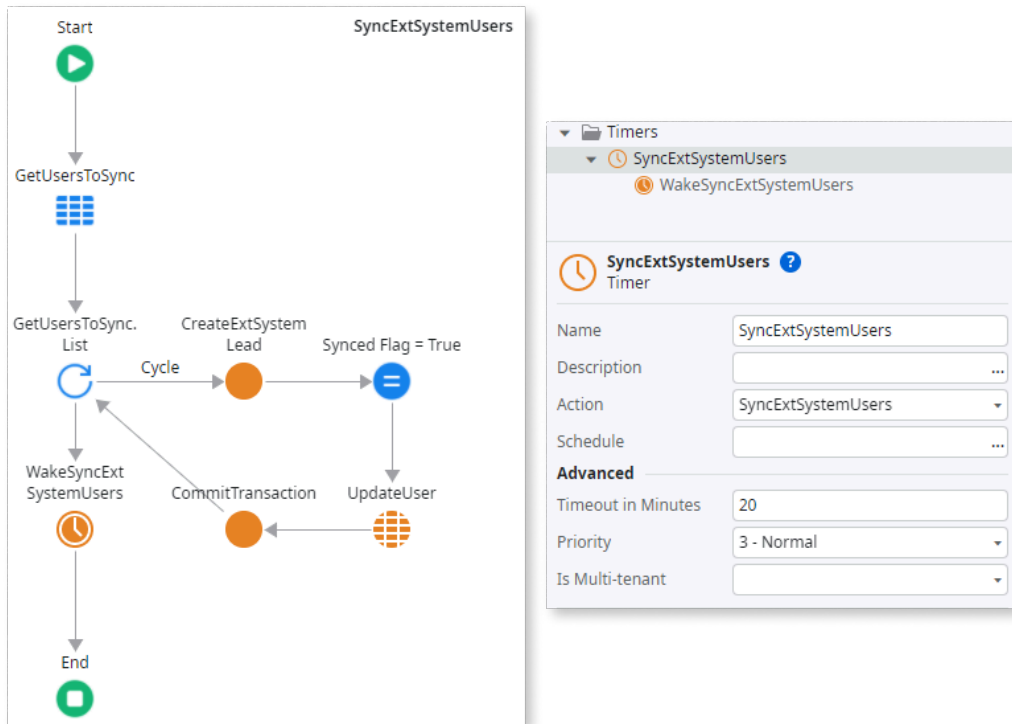 Start
SyncExtSystemUsers
GetUsersToSync
GetUsersToSync.
List
Cycle
CreateExtSystem
Lead
Synced Flag = True
WakeSyncExt
SystemUsers
CommitTransaction
UpdateUser
End
Timers
SyncExtSystemUsers
WakeSyncExtSystemUsers
SyncExtSystemUsers ?
Timer
Name SyncExtSystemUsers
Description ...
Action SyncExtSystemUsers
Schedule ...
Advanced
Timeout in Minutes 20
Priority 3 - Normal
Is Multi-tenant